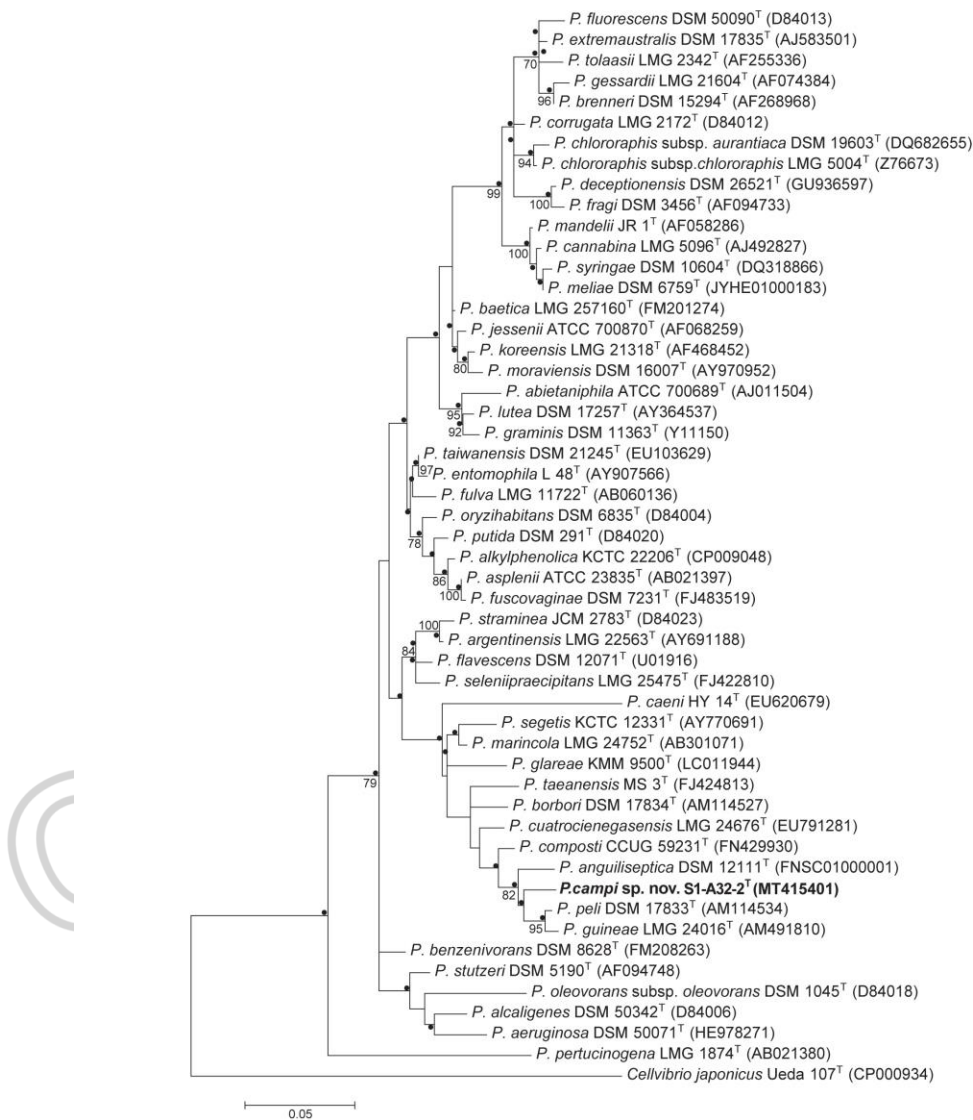 P. fluorescens DSM 50090T (D84013)
P. extremaustralis DSM 17835T (AJ583501)
70
P. tolaasii LMG 2342T (AF255336)
P. gessardii LMG 21604T (AF074384)
96
P. brenneri DSM 15294T (AF268968)
P. corrugata LMG 2172T (D84012)
P. chlororaphis subsp. aurantiaca DSM 19603T (DQ682655)
94
P. chlororaphis subsp.chlororaphis LMG 5004T (Z76673)
P. deceptionensis DSM 26521T (GU936597)
99
100
P. fragi DSM 3456T (AF094733)
P. mandelii JR 1T (AF058286)
100
P. cannabina LMG 5096T (AJ492827)
P. syringae DSM 10604T (DQ318866)
P. meliae DSM 6759T (JYHE01000183)
P. baetica LMG 257160T (FM201274)
P. jessenii ATCC 700870T (AF068259)
P. koreensis LMG 21318T (AF468452)
80
P. moraviensis DSM 16007T (AY970952)
P. abietaniphila ATCC 700689T (AJ011504)
95
P. lutea DSM 17257T (AY364537)
92
P. graminis DSM 11363T (Y11150)
P. taiwanensis DSM 21245T (EU103629)
97
P. entomophila L 48T (AY907566)
P. fulva LMG 11722T (AB060136)
P. oryzihabitans DSM 6835T (D84004)
78
P. putida DSM 291T (D84020)
P. alkylphenolica KCTC 22206T (CP009048)
86
P. asplenii ATCC 23835T (AB021397)
100
P. fuscovaginae DSM 7231T (FJ483519)
P. straminea JCM 2783T (D84023)
100
P. argentinensis LMG 22563T (AY691188)
84
P. flavescens DSM 12071T (U01916)
P. seleniipraecipitans LMG 25475T (FJ422810)
P. caeni HY 14T (EU620679)
P. segetis KCTC 12331T (AY770691)
P. marincola LMG 24752T (AB301071)
P. glareae KMM 9500T (LC011944)
79
P. taeanensis MS 3T (FJ424813)
P. borbori DSM 17834T (AM114527)
P. cuatrocienegasensis LMG 24676T (EU791281)
P. composti CCUG 59231T (FN429930)
P. anguiliseptica DSM 12111T (FNSC01000001)
82
P.campi sp. nov. S1-A32-2T (MT415401)
P. peli DSM 17833T (AM114534)
95
P. guineae LMG 24016T (AM491810)
P. benzenivorans DSM 8628T (FM208263)
P. stutzeri DSM 5190T (AF094748)
P. oleovorans subsp. oleovorans DSM 1045T (D84018)
P. alcaligenes DSM 50342T (D84006)
P. aeruginosa DSM 50071T (HE978271)
P. pertucinogena LMG 1874T (AB021380)
Cellvibrio japonicus Ueda 107T (CP000934)
0.05